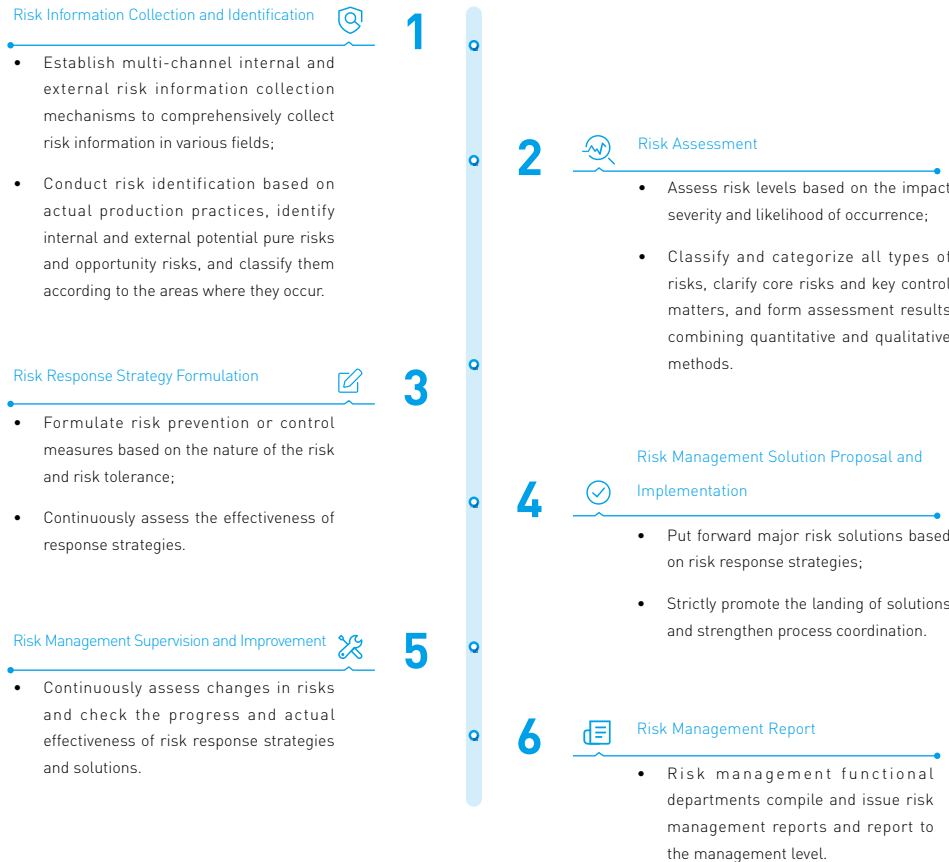 Risk Information Collection and Identification
1
• Establish multi-channel internal and
external risk information collection
mechanisms to comprehensively collect
risk information in various fields;
• Conduct risk identification based on
actual production practices, identify
internal and external potential pure risks
and opportunity risks, and classify them
according to the areas where they occur.
2
Risk Assessment
• Assess risk levels based on the impact
severity and likelihood of occurrence;
• Classify and categorize all types of
risks, clarify core risks and key control
matters, and form assessment results
combining quantitative and qualitative
methods.
Risk Response Strategy Formulation
3
• Formulate risk prevention or control
measures based on the nature of the risk
and risk tolerance;
• Continuously assess the effectiveness of
response strategies.
4
Risk Management Solution Proposal and
Implementation
• Put forward major risk solutions based
on risk response strategies;
• Strictly promote the landing of solutions
and strengthen process coordination.
Risk Management Supervision and Improvement
5
• Continuously assess changes in risks
and check the progress and actual
effectiveness of risk response strategies
and solutions.
6
Risk Management Report
• Risk management functional
departments compile and issue risk
management reports and report to
the management level.